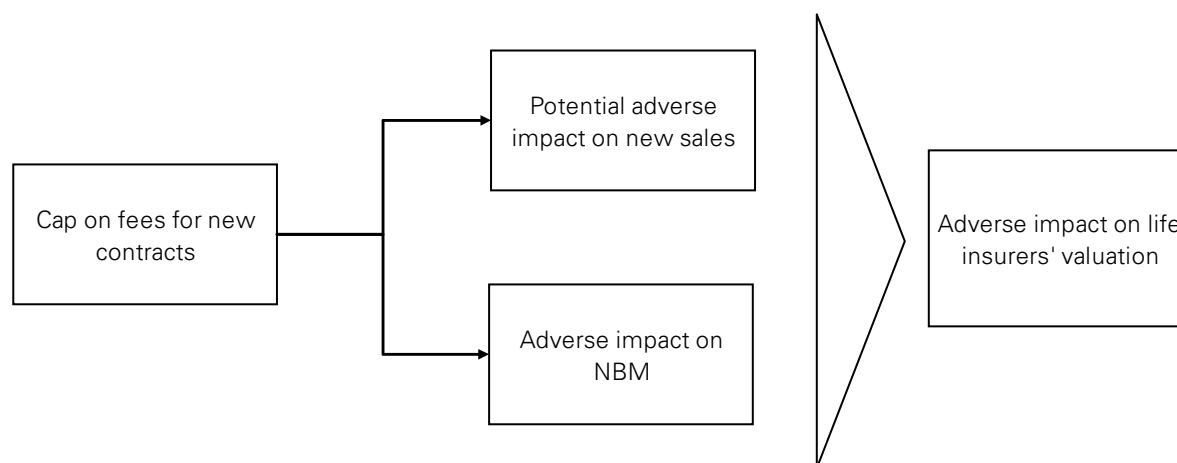 Potential adverse
impact on new sales
Cap on fees for new
contracts
Adverse impact on life
insurers' valuation
Adverse impact on
NBM